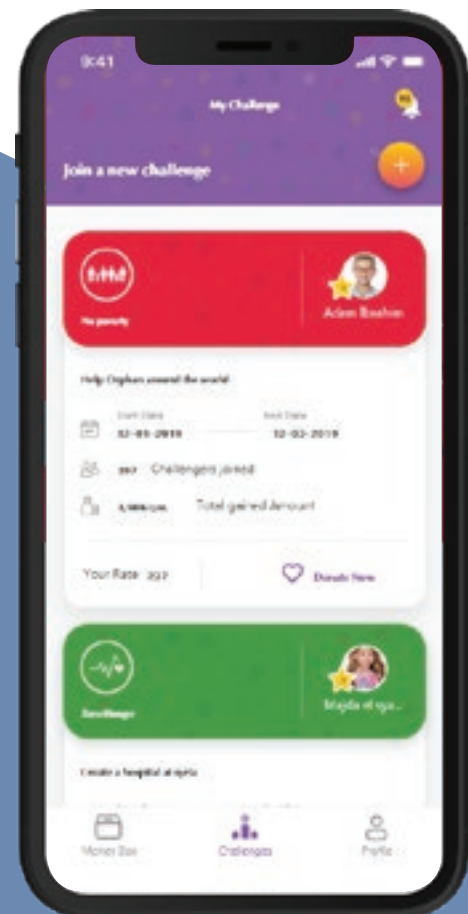 9:41
My Challenge
Join a new challenge
+
No poverty
Adam Ibrahim
Help Orphan around the world
Start Date
End Date
12-02-2019
Challengers joined
Total gained Amount
Your Rate
Donate Now
Majda el sya...
Create a hospital at
Money Box
Challenges
Profile